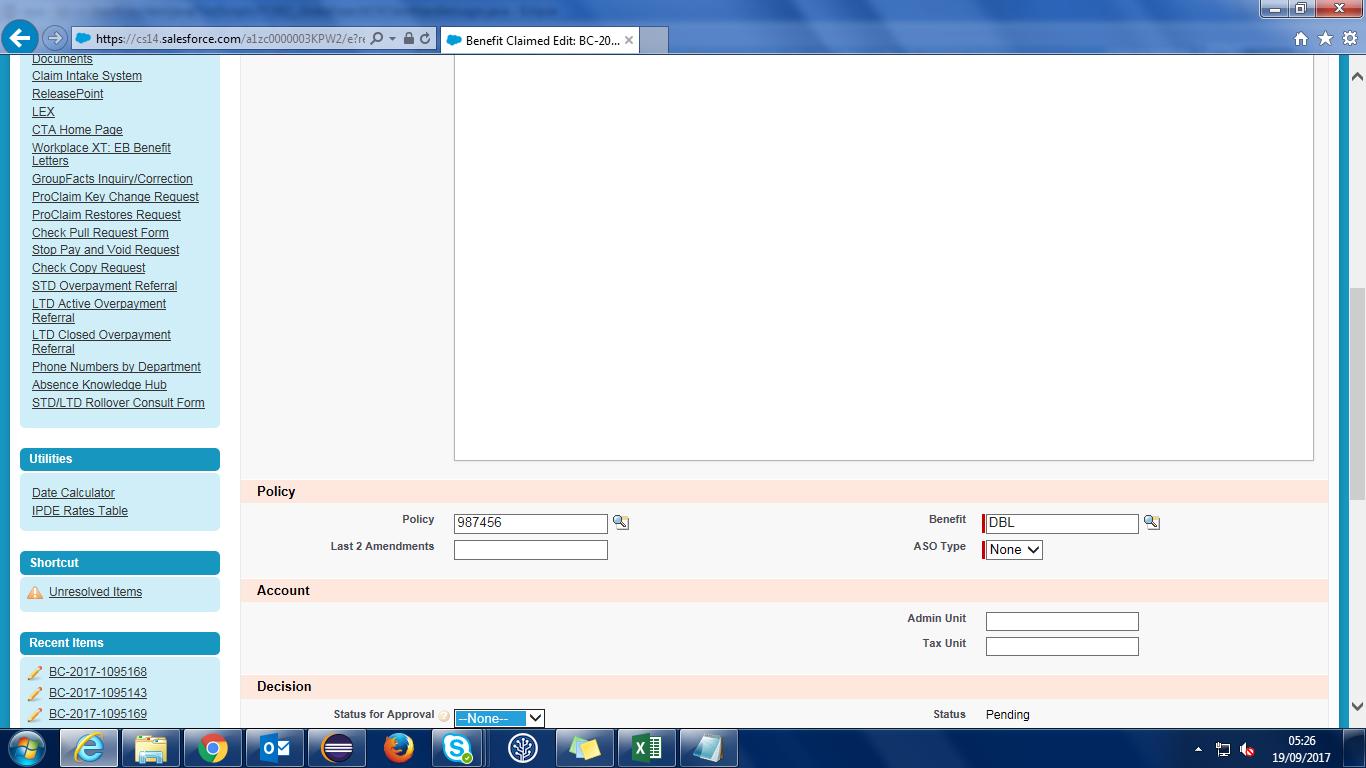 https://cs14.salesforce.com/a1zc0000003KPW2/e?re
Benefit Claimed Edit: BC-20...
Documents
Claim Intake System
ReleasePoint
LEX
CTA Home Page
Workplace XT: EB Benefit
Letters
GroupFacts Inquiry/Correction
ProClaim Key Change Request
ProClaim Restores Request
Check Pull Request Form
Stop Pay and Void Request
Check Copy Request
STD Overpayment Referral
LTD Active Overpayment
Referral
LTD Closed Overpayment
Referral
Phone Numbers by Department
Absence Knowledge Hub
STD/LTD Rollover Consult Form
Utilities
Date Calculator
IPDE Rates Table
Shortcut
Unresolved Items
Recent Items
BC-2017-1095168
BC-2017-1095143
BC-2017-1095169
Policy
Policy 987456 Benefit DBL
Last 2 Amendments ASO Type None
Account
Admin Unit
Tax Unit
Decision
Status for Approval --None-- Status Pending
05:26
19/09/2017